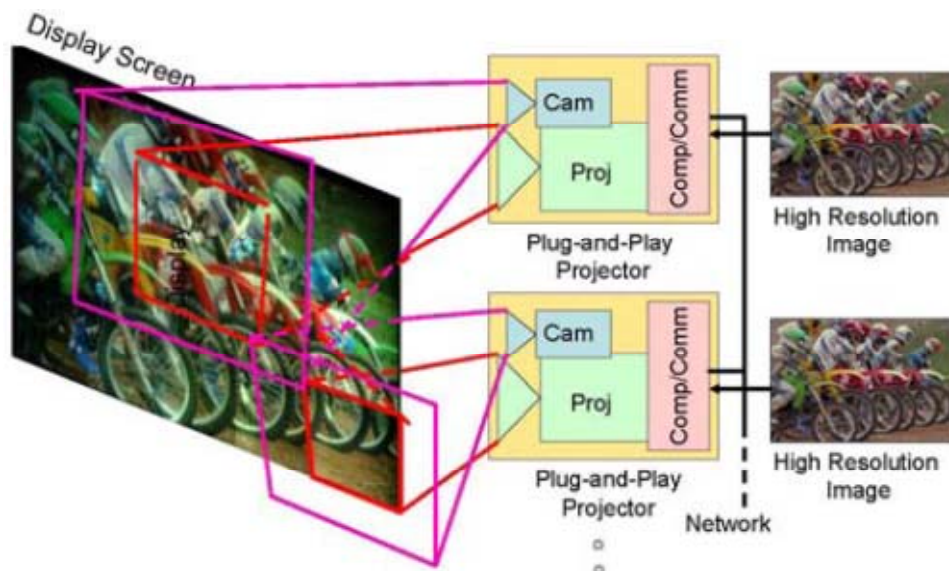 Display Screen
Display
Cam
Proj
Comp/Comm
Plug-and-Play
Projector
High Resolution
Image
Cam
Proj
Comp/Comm
Plug-and-Play
Projector
High Resolution
Image
Network